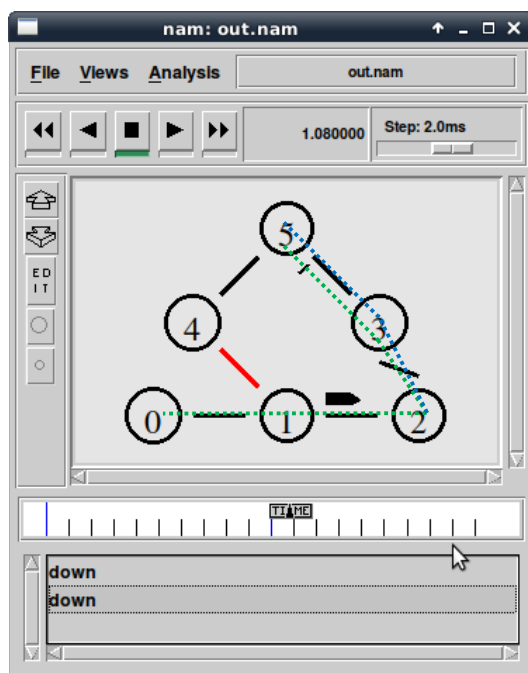 nam: out.nam
File Views Analysis out.nam
1.080000 Step: 2.0ms
E D
I T
5
4 3
0 1 2
TIME
down
down